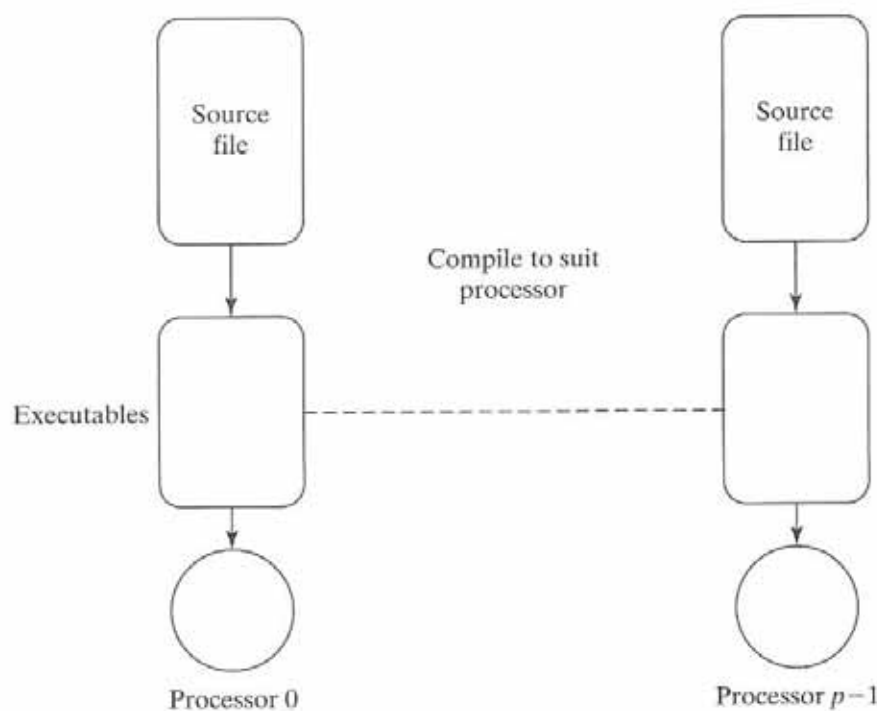 Source
file
Source
file
Compile to suit
processor
Executables
Processor 0
Processor p−1